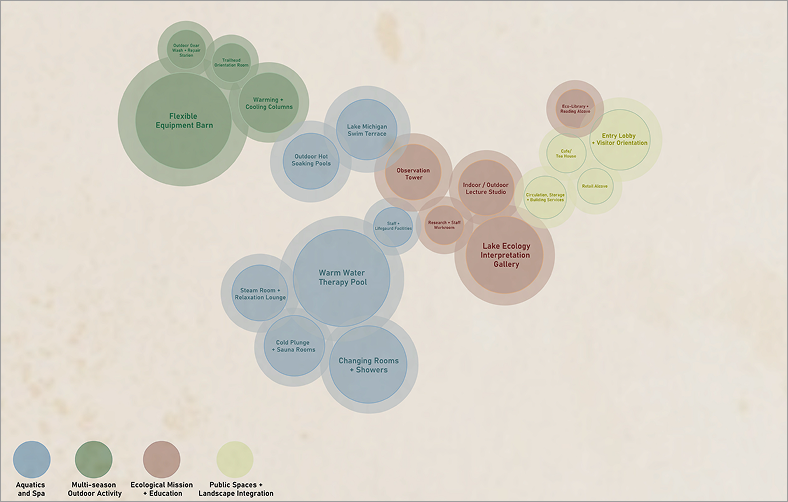 Outdoor Gear
Wash + Repair
Station
Trailhead
Orientation Room
Flexible
Equipment Barn
Warming +
Cooling Columns
Lake Michigan
Swim Terrace
Outdoor Hot
Soaking Pools
Observation
Tower
Indoor / Outdoor
Lecture Studio
Eco-Library +
Reading Alcove
Entry Lobby
+ Visitor Orientation
Cafe/
Tea House
Retail Alcove
Circulation, Storage
+ Building Services
Staff +
Lifeguard Facilities
Research + Staff
Workroom
Lake Ecology
Interpretation
Gallery
Warm Water
Therapy Pool
Steam Room +
Relaxation Lounge
Cold Plunge
+ Sauna Rooms
Changing Rooms
+ Showers
Aquatics
and Spa
Multi-season
Outdoor Activity
Ecological Mission
+ Education
Public Spaces +
Landscape Integration